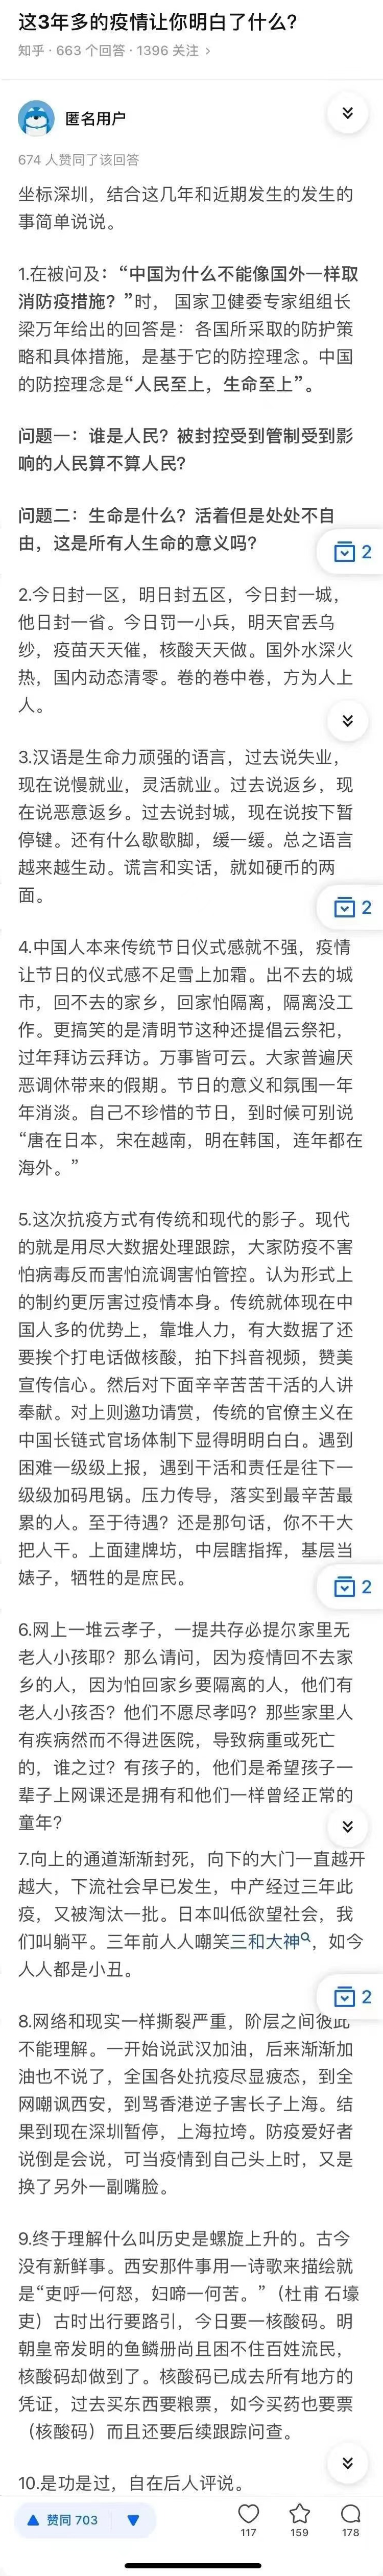 这3年多的疫情让你明白了什么?
知乎 · 663 个回答 · 1396 关注 >
匿名用户
674 人赞同了该回答
坐标深圳，结合这几年和近期发生的发生的
事简单说说。
1.在被问及：“中国为什么不能像国外一样取
消防疫措施？”时， 国家卫健委专家组组长
梁万年给出的回答是：各国所采取的防护策
略和具体措施，是基于它的防控理念。中国
的防控理念是“人民至上，生命至上”。
问题一：谁是人民？被封控受到管制受到影
响的人民算不算人民？
问题二：生命是什么？活着但是处处不自
由，这是所有人生命的意义吗？
2
2.今日封一区，明日封五区，今日封一城，
他日封一省。今日罚一小兵，明天官丢乌
纱，疫苗天天催，核酸天天做。国外水深火
热，国内动态清零。卷的卷中卷，方为人上
人。
3.汉语是生命力顽强的语言，过去说失业，
现在说慢就业，灵活就业。过去说返乡，现
在说恶意返乡。过去说封城，现在说按下暂
停键。还有什么歇歇脚，缓一缓。总之语言
越来越生动。谎言和实话，就如硬币的两
面。
2
4.中国人本来传统节日仪式感就不强，疫情
让节日的仪式感不足雪上加霜。出不去的城
市，回不去的家乡，回家怕隔离，隔离没工
作。更搞笑的是清明节这种还提倡云祭祀，
过年拜访云拜访。万事皆可云。大家普遍厌
恶调休带来的假期。节日的意义和氛围一年
年消淡。自己不珍惜的节日，到时候可别说
“唐在日本，宋在越南，明在韩国，连年都在
海外。”
5.这次抗疫方式有传统和现代的影子。现代
的就是用尽大数据处理跟踪，大家防疫不害
怕病毒反而害怕流调害怕管控。认为形式上
的制约更厉害过疫情本身。传统就体现在中
国人多的优势上，靠堆人力，有大数据了还
要挨个打电话做核酸，拍下抖音视频，赞美
宣传信心。然后对下面辛辛苦苦干活的人讲
奉献。对上则邀功请赏，传统的官僚主义在
中国长链式官场体制下显得明明白白。遇到
困难一级级上报，遇到干活和责任是往下一
级级加码甩锅。压力传导，落实到最辛苦最
累的人。至于待遇？还是那句话，你不干大
把人干。上面建牌坊，中层瞎指挥，基层当
婊子，牺牲的是庶民。
2
6.网上一堆云孝子，一提共存必提尔家里无
老人小孩耶？那么请问，因为疫情回不去家
乡的人，因为怕回家乡要隔离的人，他们有
老人小孩否？他们不愿尽孝吗？那些家里人
有疾病然而不得进医院，导致病重或死亡
的，谁之过？有孩子的，他们是希望孩子一
辈子上网课还是拥有和他们一样曾经正常的
童年？
7.向上的通道渐渐封死，向下的大门一直越开
越大，下流社会早已发生，中产经过三年此
疫，又被淘汰一批。日本叫低欲望社会，我
们叫躺平。三年前人人嘲笑三和大神，如今
人人都是小丑。
2
8.网络和现实一样撕裂严重，阶层之间彼此
不能理解。一开始说武汉加油，后来渐渐加
油也不说了，全国各处抗疫尽显疲态，到全
网嘲讽西安，到骂香港逆子害长子上海。结
果到现在深圳暂停，上海拉垮。防疫爱好者
说倒是会说，可当疫情到自己头上时，又是
换了另外一副嘴脸。
9.终于理解什么叫历史是螺旋上升的。古今
没有新鲜事。西安那件事用一诗歌来描绘就
是“吏呼一何怒，妇啼一何苦。”（杜甫 石壕
吏）古时出行要路引，今日要一核酸码。明
朝皇帝发明的鱼鳞册尚且困不住百姓流民，
核酸码却做到了。核酸码已成去所有地方的
凭证，过去买东西要粮票，如今买药也要票
（核酸码）而且还要后续跟踪问查。
10.是功是过，自在后人评说。
赞同 703
117
159
178